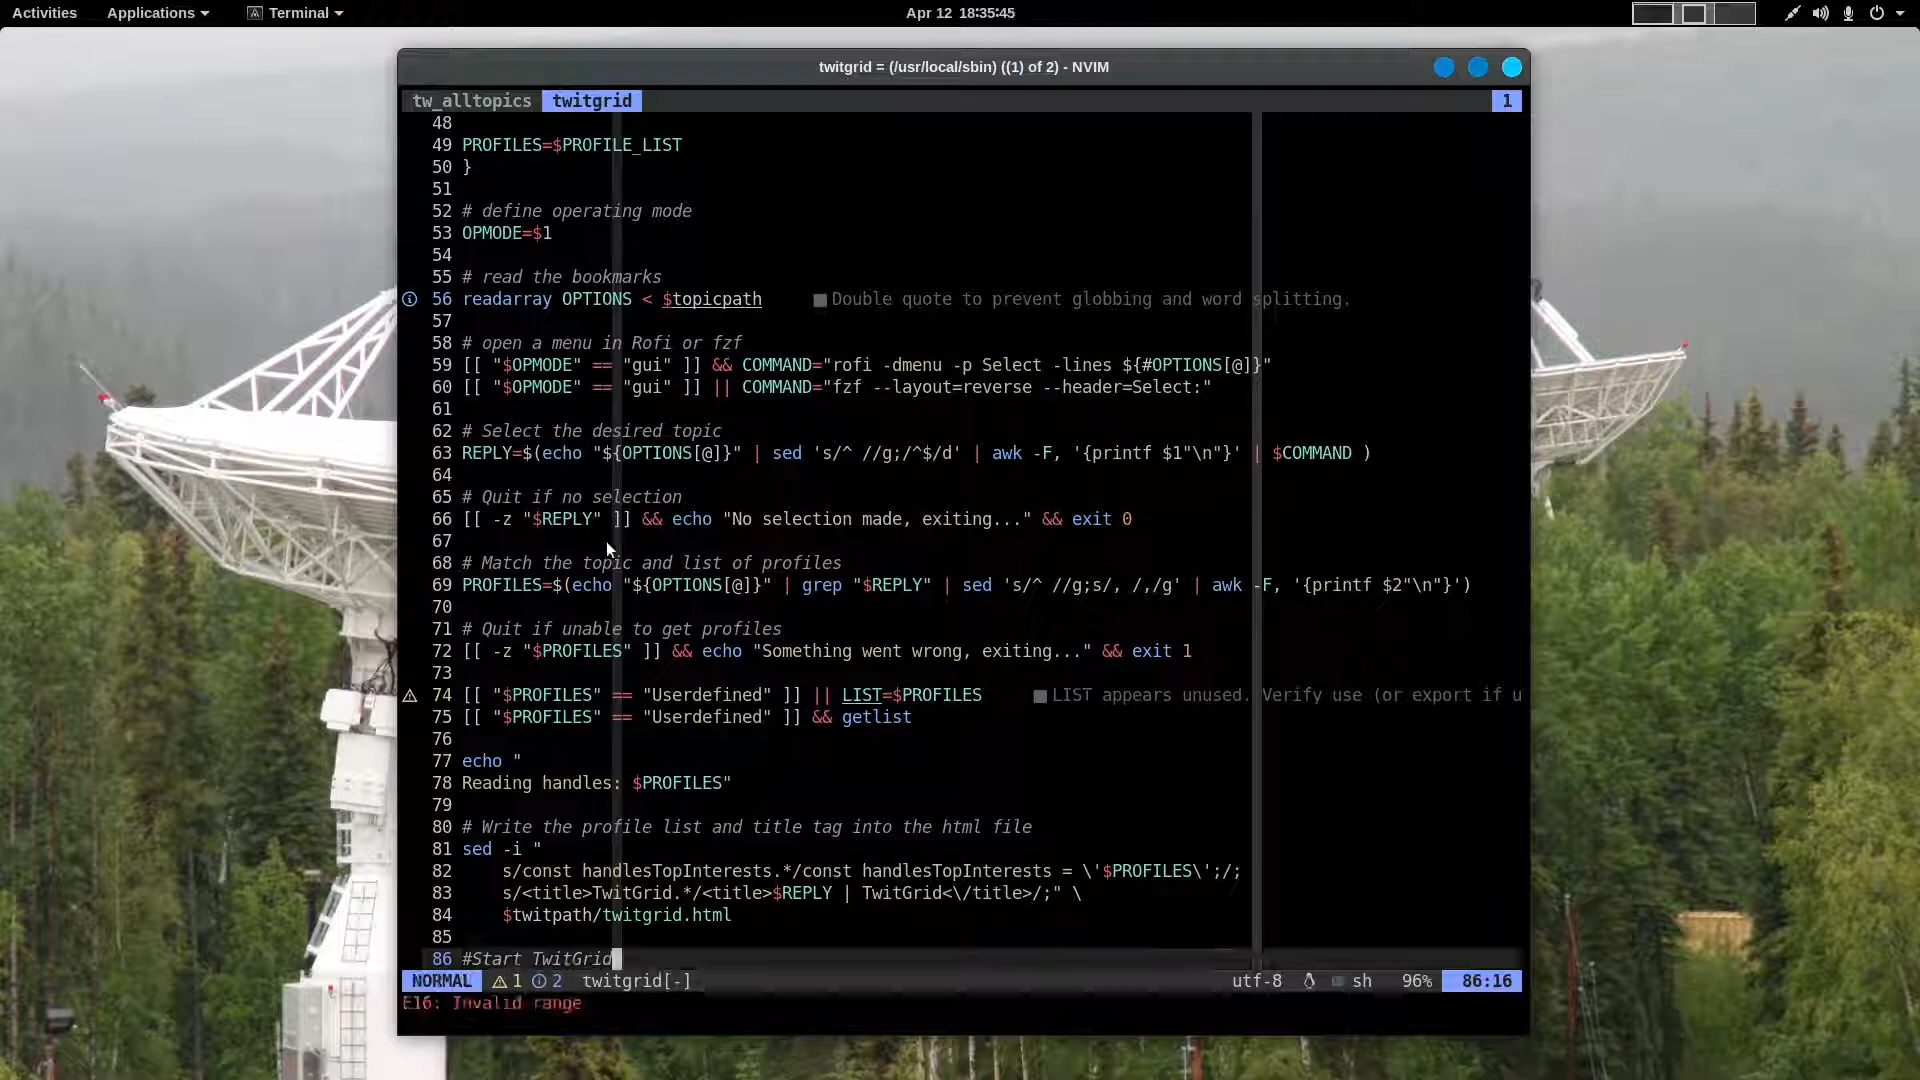 Activities Applications Terminal Apr 12 18:35:45
twitgrid = (/usr/local/sbin) ((1) of 2) - NVIM
tw_alltopics twitgrid 1
48
49 PROFILES=$PROFILE_LIST
50 }
51
52 # define operating mode
53 OPMODE=$1
54
55 # read the bookmarks
56 readarray OPTIONS < $topicpath ■Double quote to prevent globbing and word splitting.
57
58 # open a menu in Rofi or fzf
59 [[ "$OPMODE" == "gui" ]] && COMMAND="rofi -dmenu -p Select -lines ${#OPTIONS[@]}"
60 [[ "$OPMODE" == "gui" ]] || COMMAND="fzf --layout=reverse --header=Select:"
61
62 # Select the desired topic
63 REPLY=$(echo "${OPTIONS[@]}" | sed 's/^ //g;/^$/d' | awk -F, '{printf $1"\n"}' | $COMMAND )
64
65 # Quit if no selection
66 [[ -z "$REPLY" ]] && echo "No selection made, exiting..." && exit 0
67
68 # Match the topic and list of profiles
69 PROFILES=$(echo "${OPTIONS[@]}" | grep "$REPLY" | sed 's/^ //g;s/, /,/g' | awk -F, '{printf $2"\n"}')
70
71 # Quit if unable to get profiles
72 [[ -z "$PROFILES" ]] && echo "Something went wrong, exiting..." && exit 1
73
74 [[ "$PROFILES" == "Userdefined" ]] || LIST=$PROFILES ■LIST appears unused. Verify use (or export if u
75 [[ "$PROFILES" == "Userdefined" ]] && getlist
76
77 echo "
78 Reading handles: $PROFILES"
79
80 # Write the profile list and title tag into the html file
81 sed -i "
82 s/const handlesTopInterests.*/const handlesTopInterests = \'$PROFILES\';/;
83 s/<title>TwitGrid.*/<title>$REPLY | TwitGrid<\/title>/;" \
84 $twitpath/twitgrid.html
85
86 #Start TwitGrid
NORMAL 1 2 twitgrid[-] utf-8 sh 96% 86:16
E16: Invalid range